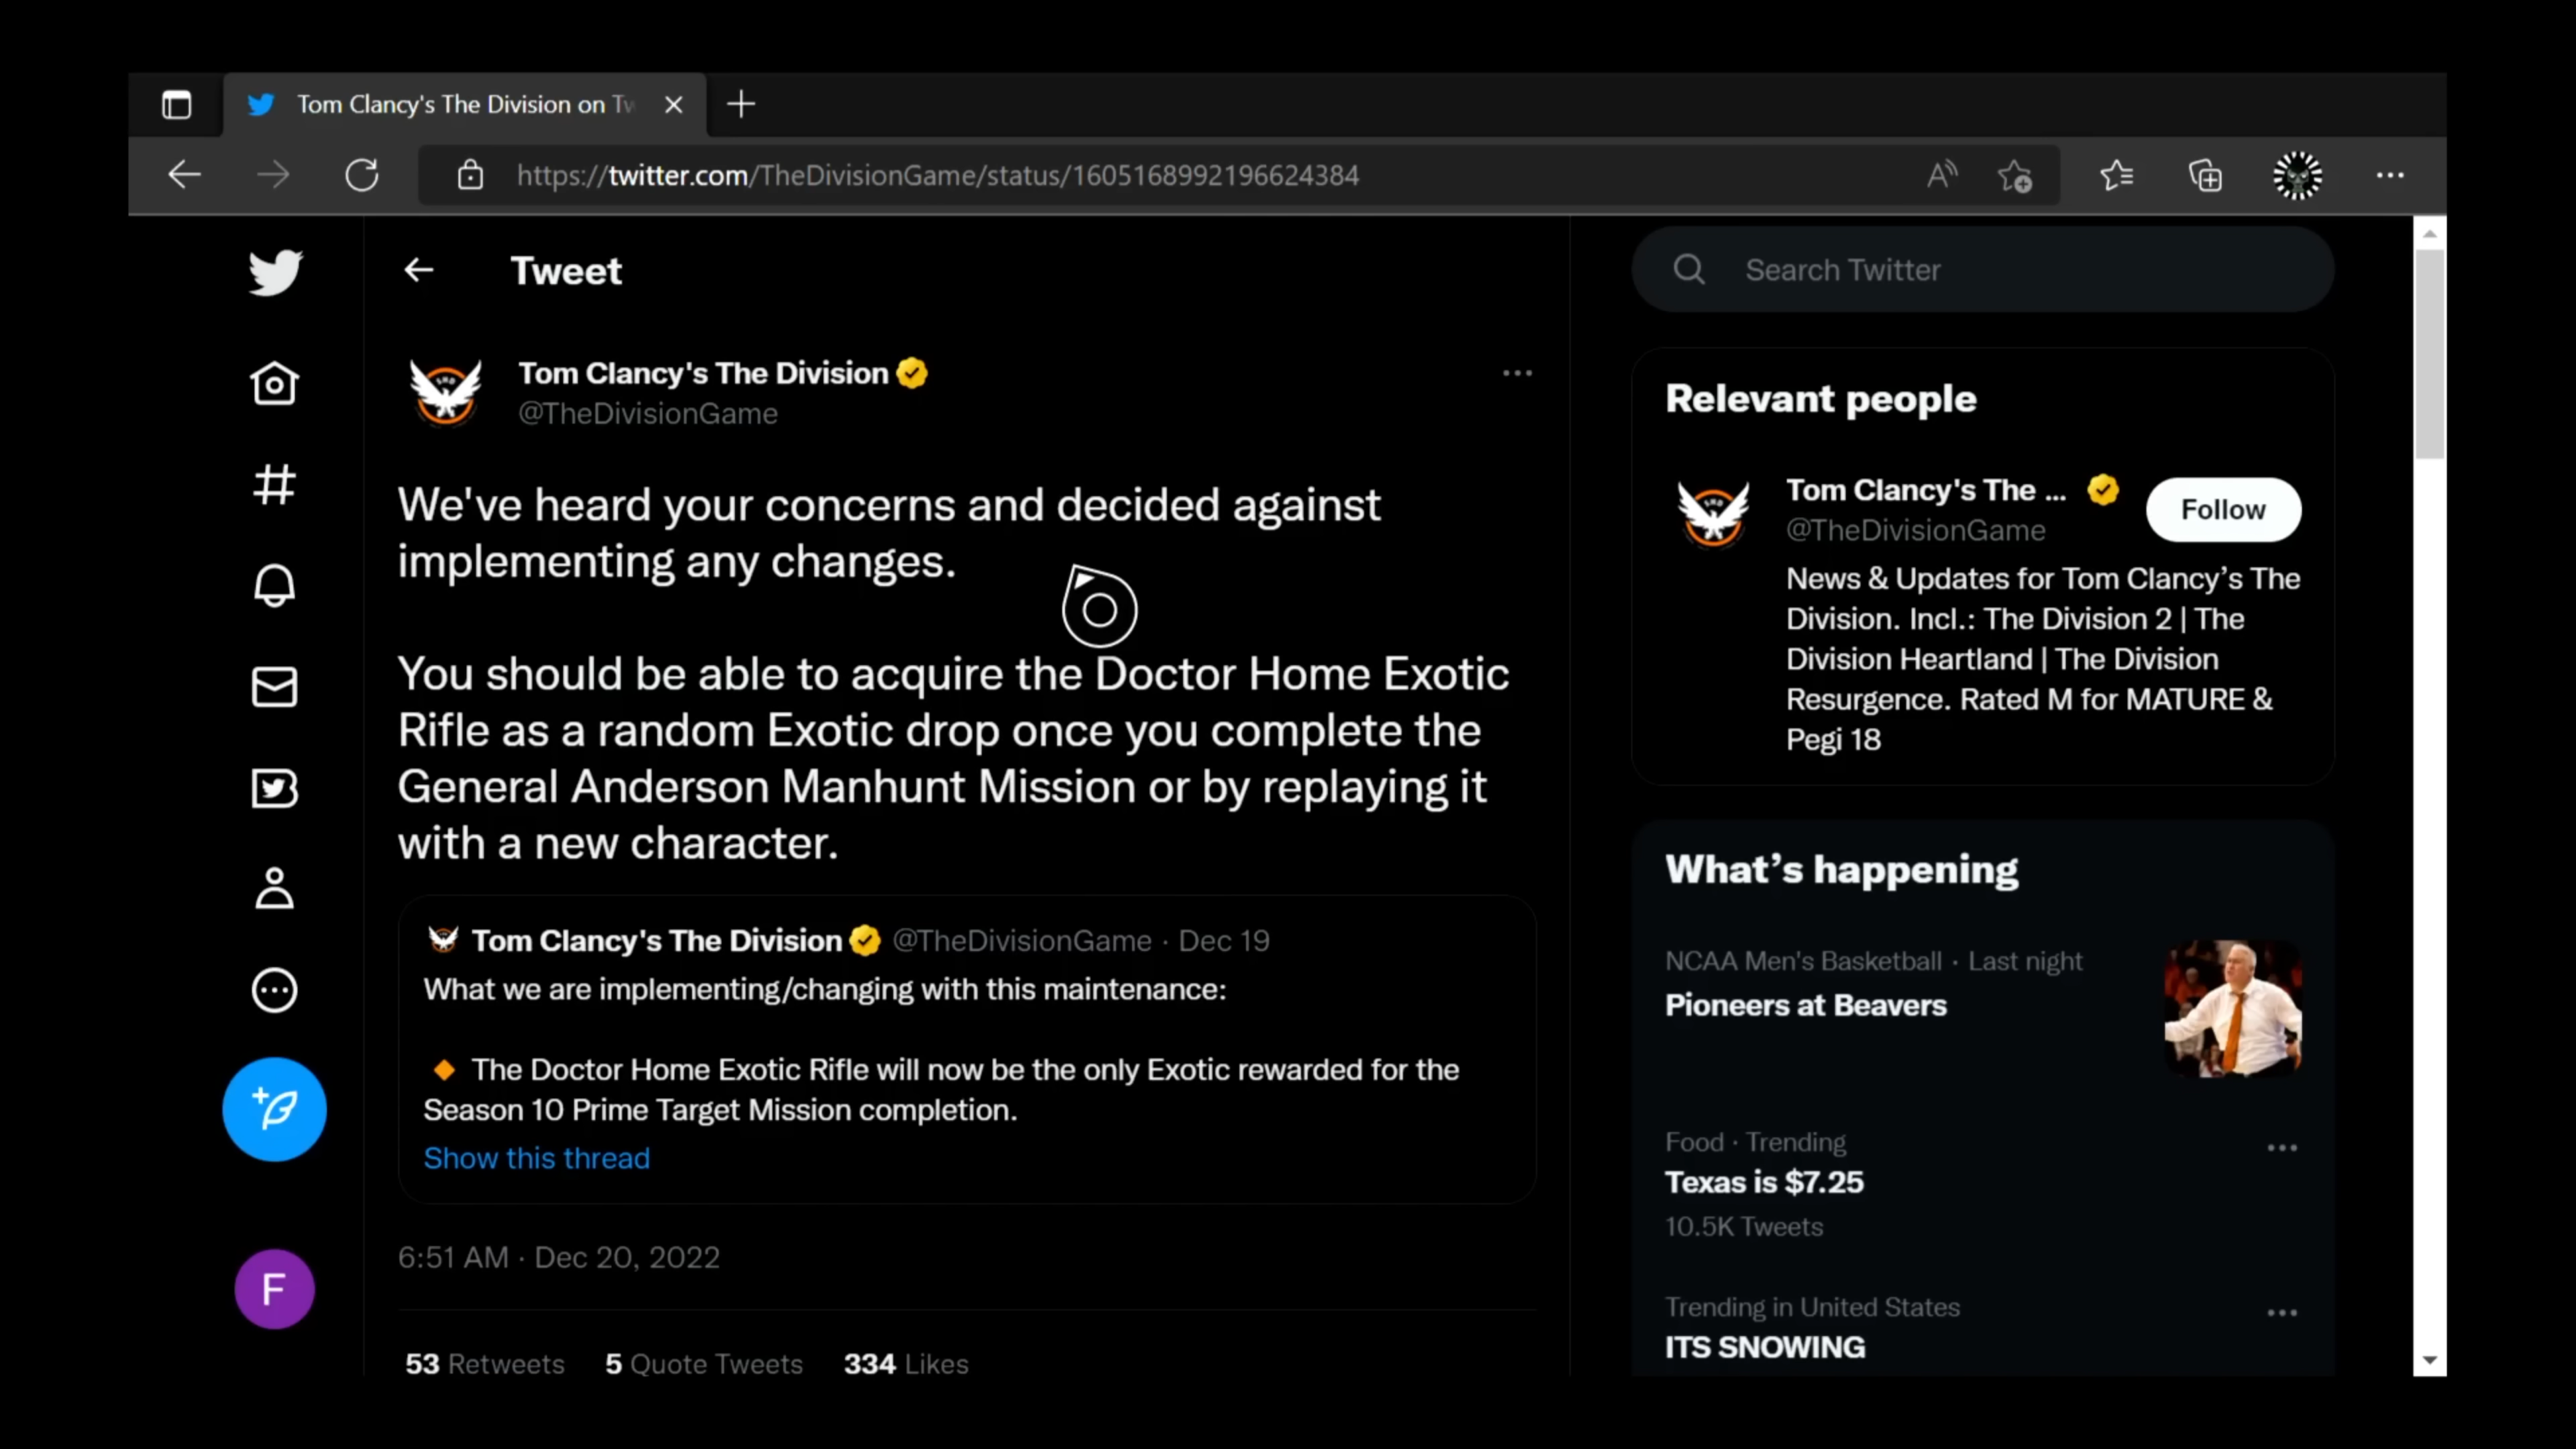 Tom Clancy's The Division on Tw
https://twitter.com/TheDivisionGame/status/1605168992196624384
Tweet
Tom Clancy's The Division
@TheDivisionGame
We've heard your concerns and decided against
implementing any changes.
You should be able to acquire the Doctor Home Exotic
Rifle as a random Exotic drop once you complete the
General Anderson Manhunt Mission or by replaying it
with a new character.
Tom Clancy's The Division @TheDivisionGame · Dec 19
What we are implementing/changing with this maintenance:
The Doctor Home Exotic Rifle will now be the only Exotic rewarded for the
Season 10 Prime Target Mission completion.
Show this thread
6:51 AM · Dec 20, 2022
53 Retweets 5 Quote Tweets 334 Likes
F
Search Twitter
Relevant people
Tom Clancy's The ...
@TheDivisionGame
Follow
News & Updates for Tom Clancy’s The
Division. Incl.: The Division 2 | The
Division Heartland | The Division
Resurgence. Rated M for MATURE &
Pegi 18
What’s happening
NCAA Men's Basketball · Last night
Pioneers at Beavers
Food · Trending
Texas is $7.25
10.5K Tweets
Trending in United States
ITS SNOWING